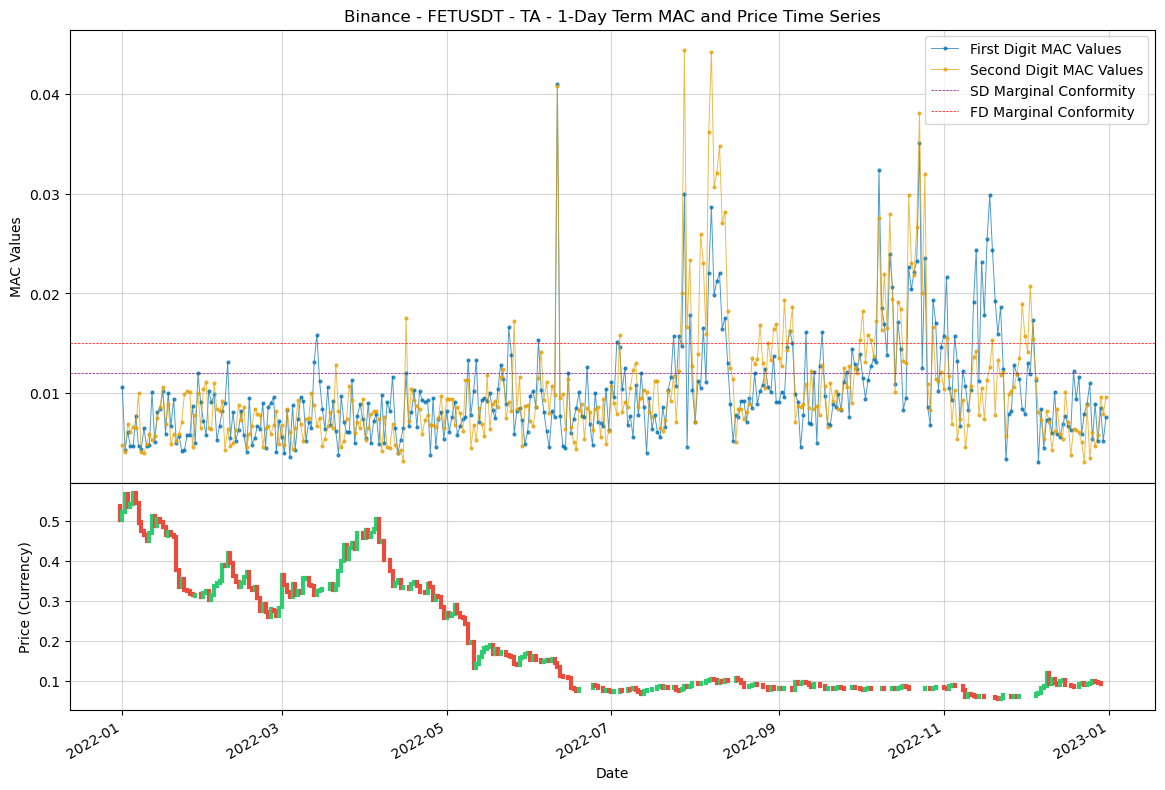 Binance - FETUSDT - TA - 1-Day Term MAC and Price Time Series
First Digit MAC Values
Second Digit MAC Values
SD Marginal Conformity
FD Marginal Conformity
MAC Values
0.04
0.03
0.02
0.01
Price (Currency)
0.5
0.4
0.3
0.2
0.1
2022-01
2022-03
2022-05
2022-07
2022-09
2022-11
2023-01
Date